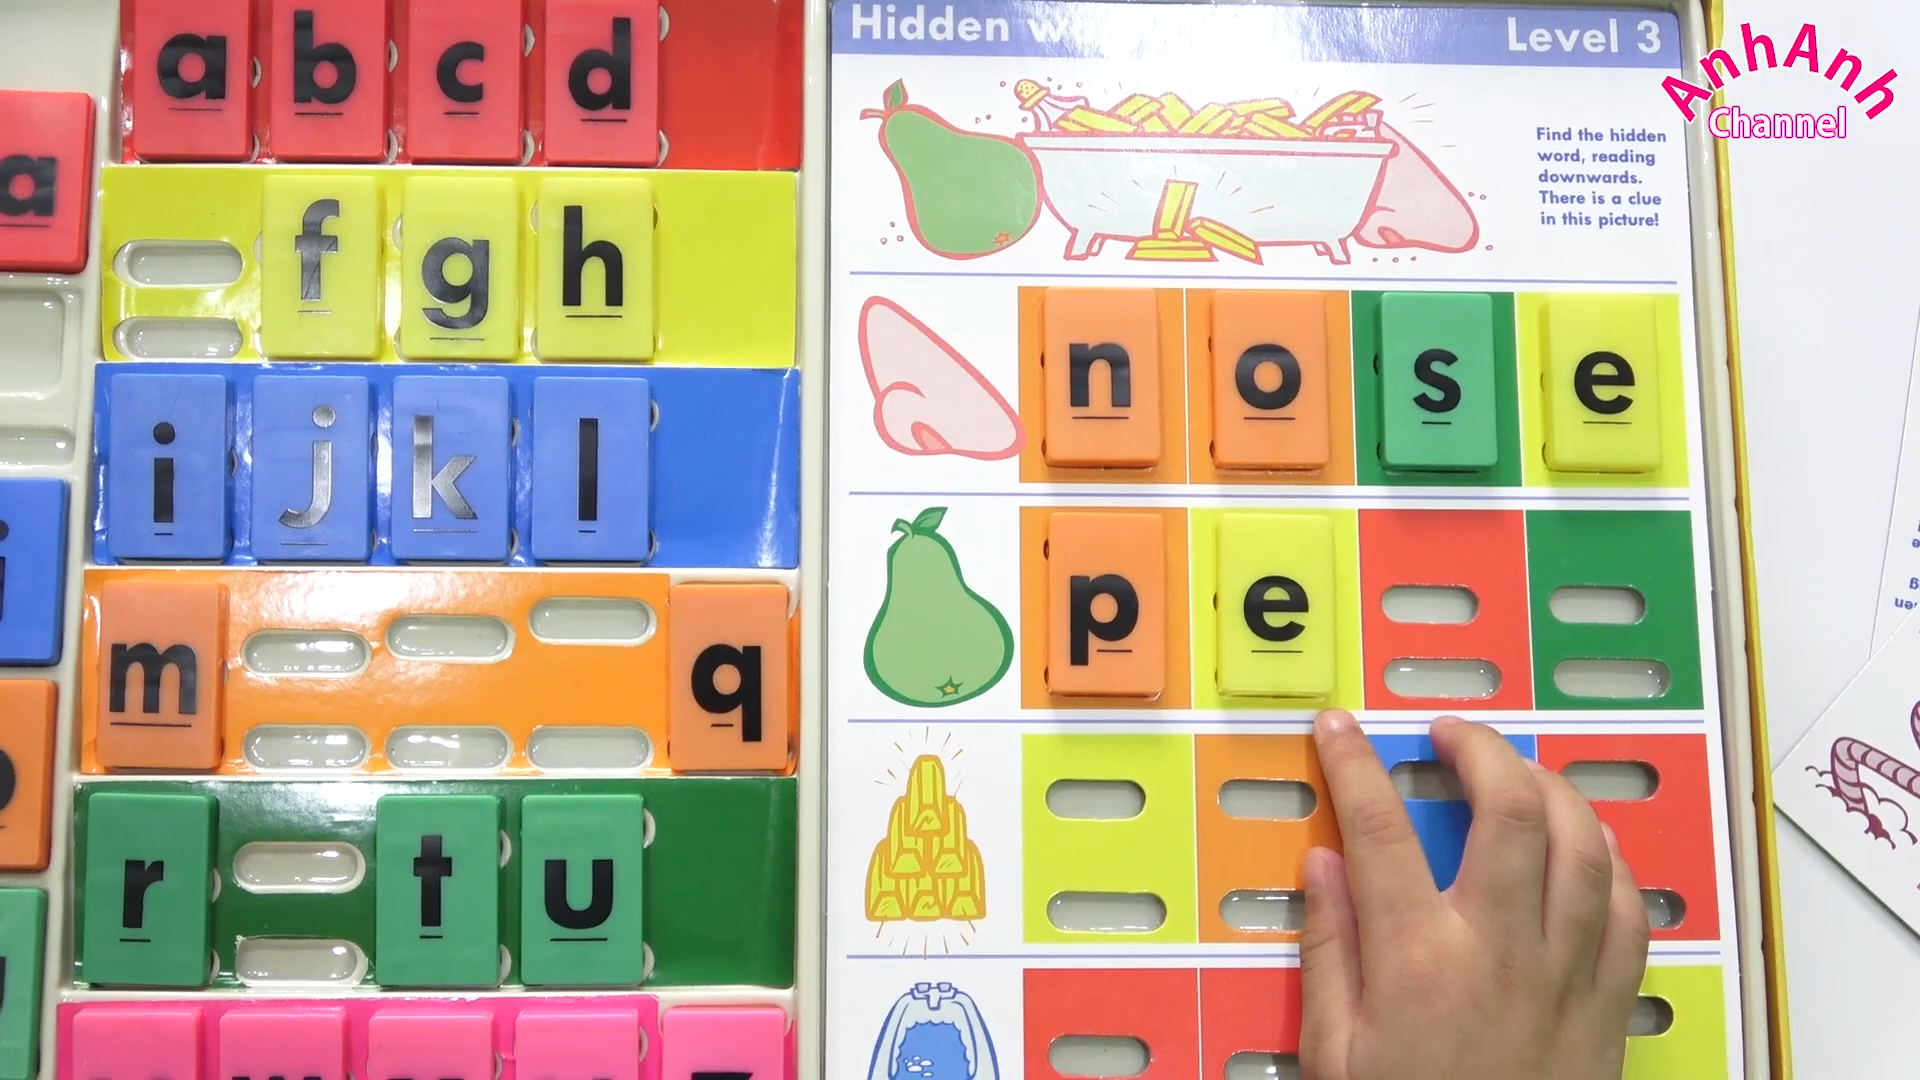 Hidden
Level 3
AnhAnh
Channel
Find the hidden
word, reading
downwards.
There is a clue
in this picture!
a b c d
a
f g h
i j k l
m q
r t u
n o s e
p e